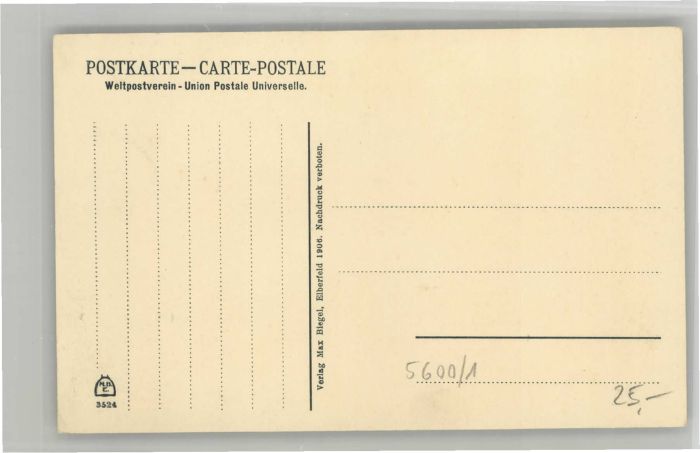 POSTKARTE — CARTE-POSTALE
Weltpostverein - Union Postale Universelle.
Verlag Max Biegel, Elberfeld 1906. Nachdruck verboten.
M.B.
E.
3524
5600/1
25,-